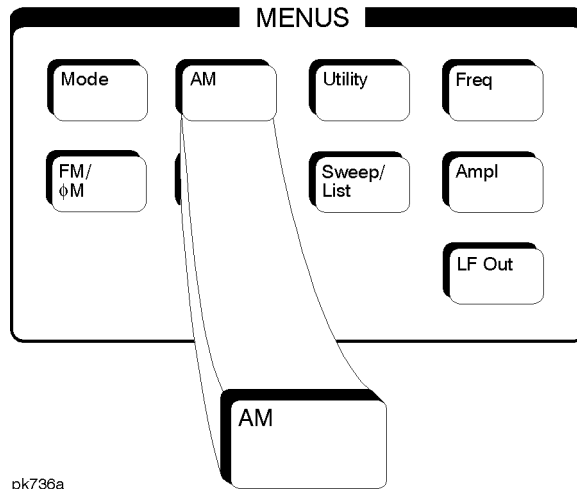 MENUS
Mode
AM
Utility
Freq
FM/
ϕM
Sweep/
List
Ampl
LF Out
AM
pk736a